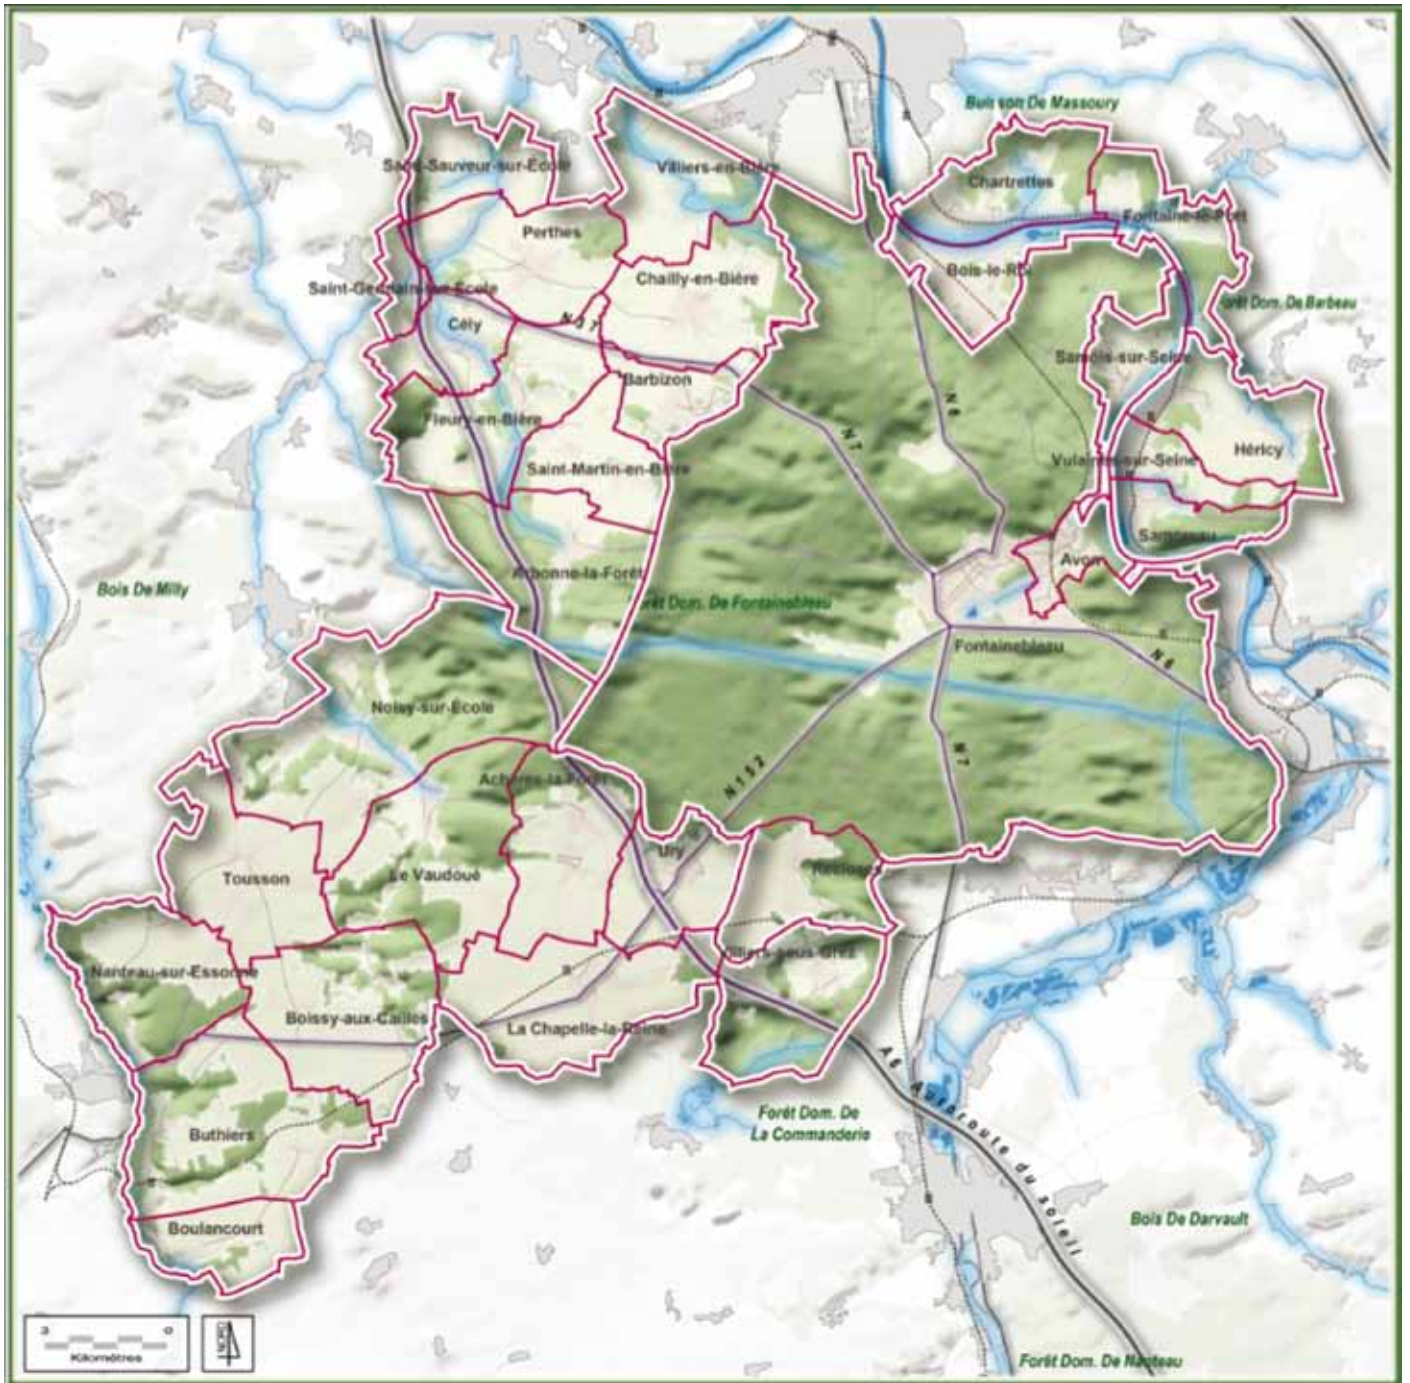 Buisson De Massoury
Saint-Sauveur-sur-École
Villiers-en-Bière
Chartrettes
Fontaine-le-Port
Perthes
Bois-le-Roi
Chailly-en-Bière
Saint-Germain-sur-École
Forêt Dom. De Barbeau
Cély
N 37
Samois-sur-Seine
Barbizon
N 6
Fleury-en-Bière
N 7
Héricy
Vulaines-sur-Seine
Saint-Martin-en-Bière
Samoreau
Avon
Arbonne-la-Forêt
Bois De Milly
Forêt Dom. De Fontainebleau
Fontainebleau
N 6
Noisy-sur-École
N 7
N 152
Achères-la-Forêt
Ury
Recloses
Le Vaudoué
Tousson
Villiers-sous-Grez
Nanteau-sur-Essonne
Boissy-aux-Cailles
La Chapelle-la-Reine
A6 Autoroute du soleil
Forêt Dom. De
La Commanderie
Buthiers
Bois De Darvault
Boulancourt
3 0
Kilomètres
NORD
Forêt Dom. De Nanteau